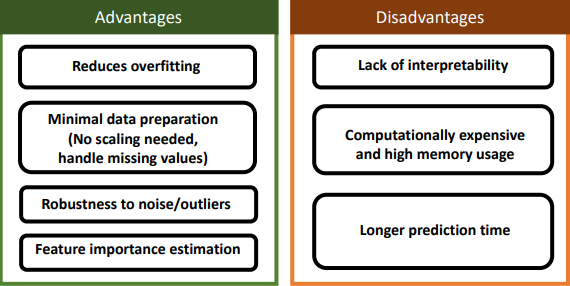 Advantages
Reduces overfitting
Minimal data preparation
(No scaling needed,
handle missing values)
Robustness to noise/outliers
Feature importance estimation
Disadvantages
Lack of interpretability
Computationally expensive
and high memory usage
Longer prediction time